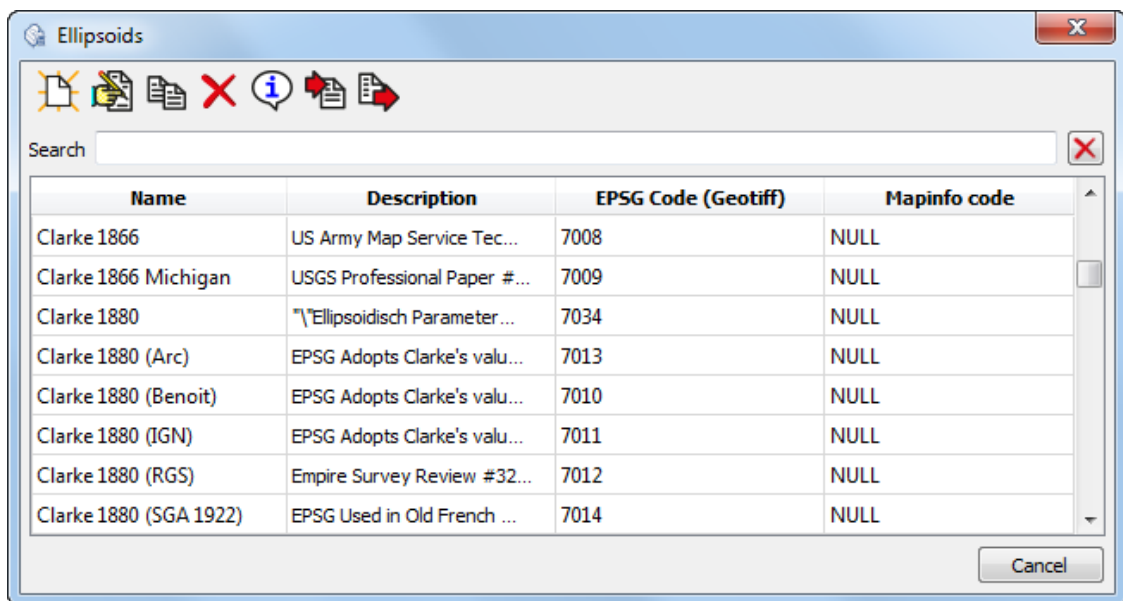 Ellipsoids
Search
Name Description EPSG Code (Geotiff) Mapinfo code
Clarke 1866 US Army Map Service Tec... 7008 NULL
Clarke 1866 Michigan USGS Professional Paper #... 7009 NULL
Clarke 1880 "\"Ellipsoidisch Parameter... 7034 NULL
Clarke 1880 (Arc) EPSG Adopts Clarke's valu... 7013 NULL
Clarke 1880 (Benoit) EPSG Adopts Clarke's valu... 7010 NULL
Clarke 1880 (IGN) EPSG Adopts Clarke's valu... 7011 NULL
Clarke 1880 (RGS) Empire Survey Review #32... 7012 NULL
Clarke 1880 (SGA 1922) EPSG Used in Old French ... 7014 NULL
Cancel